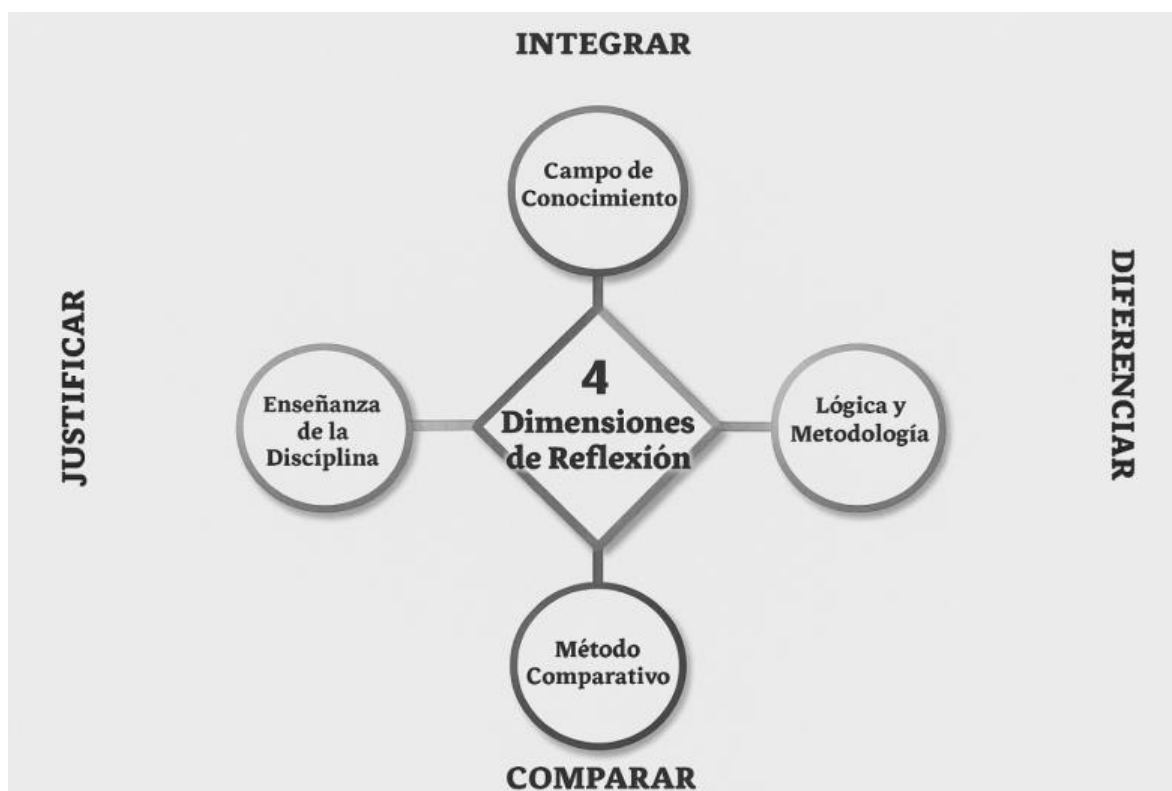 INTEGRAR
Campo de
Conocimiento
JUSTIFICAR
Enseñanza
de la
Discíplina
4
Dimensiones
de Reflexión
Lógica y
Metodología
DIFERENCIAR
Método
Comparativo
COMPARAR